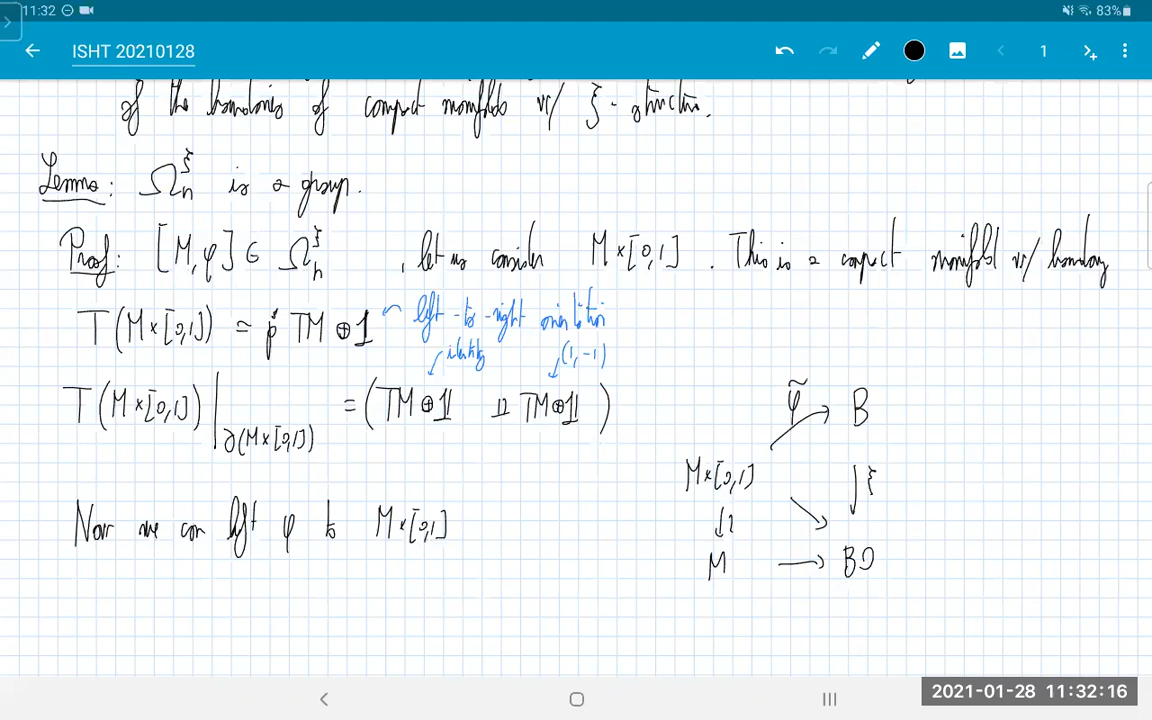 11:32 83%
ISHT 20210128 1
of the bordisms of compact manifolds w/ ξ-structure.
Lemma: Ω_n^ξ is a group.
Proof: [M, φ] ∈ Ω_n^ξ , let us consider M×[0,1]. This is a compact manifold w/ boundary
T(M×[0,1]) ≃ p* TM ⊕ 1 left-to-right orientation
identity (1,-1)
T(M×[0,1])|∂(M×[0,1]) = (TM⊕1 ⨿ TM⊕1)
φ̃ → B
M×[0,1] ↓ξ
Now we can lift φ to M×[0,1]
↓≀
M → BO
2021-01-28 11:32:16